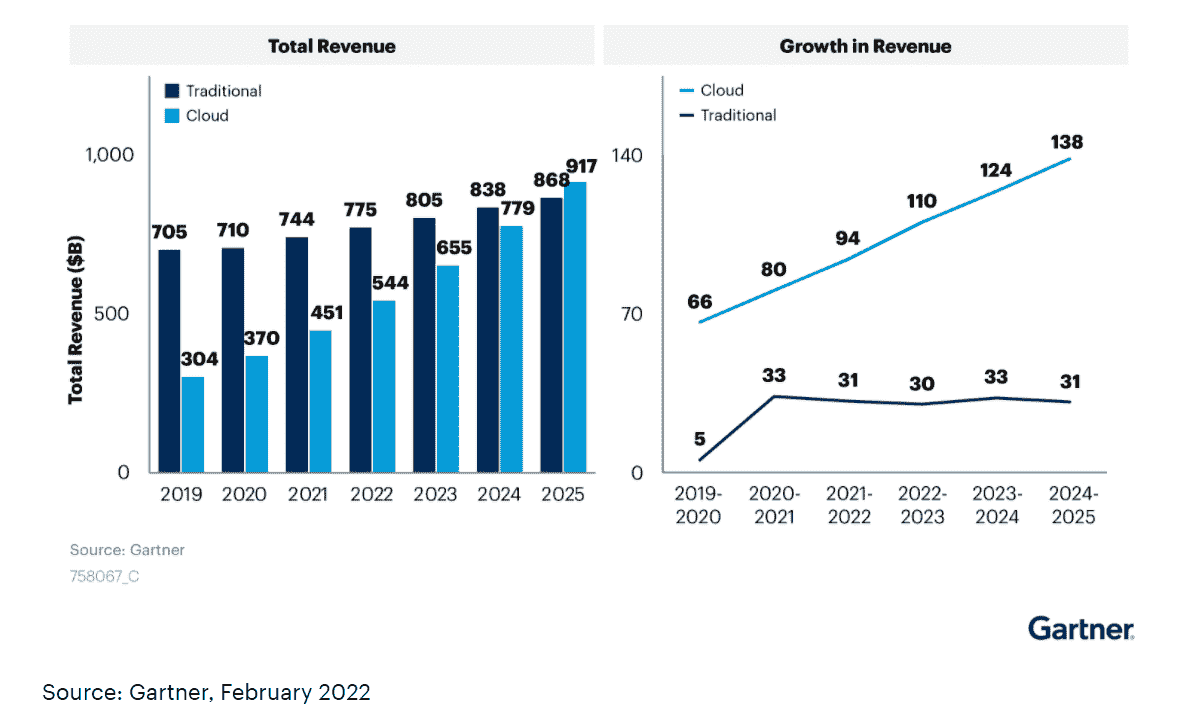 Total Revenue
Traditional
Cloud
Total Revenue ($B)
1,000
500
0
705
304
710
370
744
451
775
544
805
655
838
779
868
917
2019 2020 2021 2022 2023 2024 2025
Growth in Revenue
Cloud
Traditional
140
70
0
66
80
94
110
124
138
5
33
31
30
33
31
2019- 2020- 2021- 2022- 2023- 2024-
2020 2021 2022 2023 2024 2025
Source: Gartner
758067_C
Gartner
Source: Gartner, February 2022